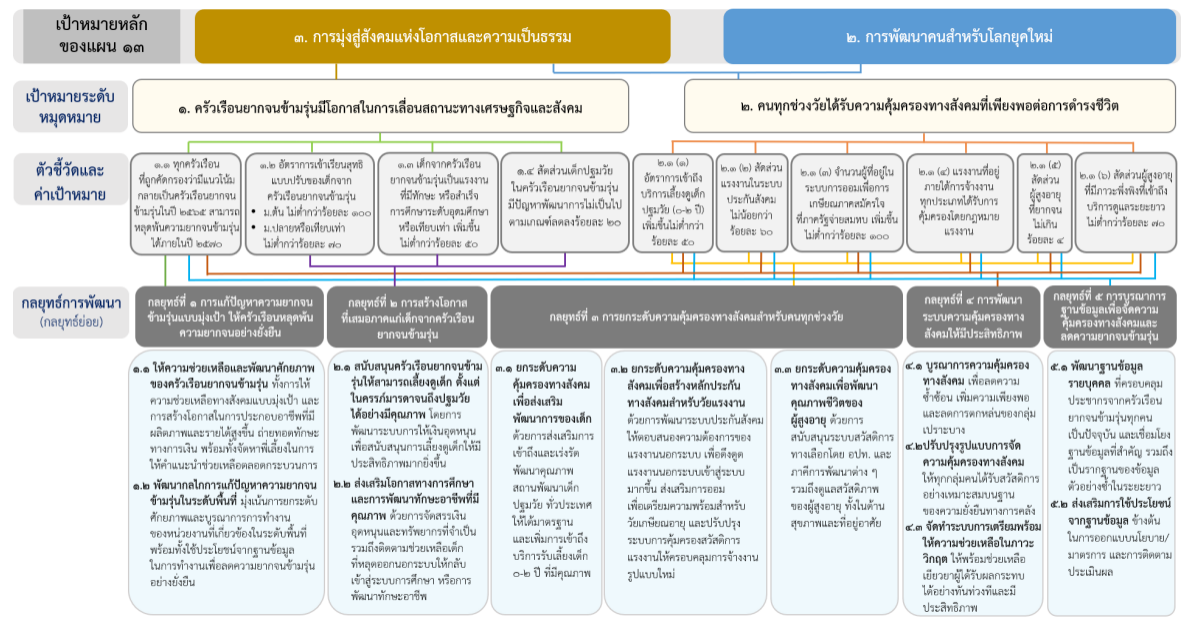 เป้าหมายหลัก
ของแผน ๑๓
๓. การมุ่งสู่สังคมแห่งโอกาสและความเป็นธรรม
๒. การพัฒนาคนสำหรับโลกยุคใหม่
เป้าหมายระดับ
หมุดหมาย
๑. ครัวเรือนยากจนข้ามรุ่นมีโอกาสในการเลื่อนสถานะทางเศรษฐกิจและสังคม
๒. คนทุกช่วงวัยได้รับความคุ้มครองทางสังคมที่เพียงพอต่อการดำรงชีวิต
ตัวชี้วัดและ
ค่าเป้าหมาย
๑.๑ ทุกครัวเรือน
ที่ถูกคัดกรองว่ามีแนวโน้ม
กลายเป็นครัวเรือนยากจน
ข้ามรุ่นในปี ๒๕๖๕ สามารถ
หลุดพ้นความยากจนข้ามรุ่น
ได้ภายในปี ๒๕๗๐
๑.๒ อัตราการเข้าเรียนสุทธิ
แบบปรับของเด็กจาก
ครัวเรือนยากจนข้ามรุ่น
• ม.ต้น ไม่ต่ำกว่าร้อยละ ๑๐๐
• ม.ปลายหรือเทียบเท่า
ไม่ต่ำกว่าร้อยละ ๗๐
๑.๓ เด็กจากครัวเรือน
ยากจนข้ามรุ่นเป็นแรงงาน
ที่มีทักษะ หรือสำเร็จ
การศึกษาระดับอุดมศึกษา
หรือเทียบเท่า เพิ่มขึ้น
ไม่ต่ำกว่าร้อยละ ๕๐
๑.๔ สัดส่วนเด็กปฐมวัย
ในครัวเรือนยากจนข้ามรุ่น
มีปัญหาพัฒนาการไม่เป็นไป
ตามเกณฑ์ลดลงร้อยละ ๒๐
๒.๑ (๑)
อัตราการเข้าถึง
บริการเลี้ยงดูเด็ก
ปฐมวัย (๐-๒ ปี)
เพิ่มขึ้นไม่ต่ำกว่า
ร้อยละ ๕๐
๒.๑ (๒) สัดส่วน
แรงงานในระบบ
ประกันสังคม
ไม่น้อยกว่า
ร้อยละ ๖๐
๒.๑ (๓) จำนวนผู้ที่อยู่ใน
ระบบการออมเพื่อการ
เกษียณภาคสมัครใจ
ที่ภาครัฐจ่ายสมทบ เพิ่มขึ้น
ไม่ต่ำกว่าร้อยละ ๑๐๐
๒.๑ (๔) แรงงานที่อยู่
ภายใต้การจ้างงาน
ทุกประเภทได้รับการ
คุ้มครองโดยกฎหมาย
แรงงาน
๒.๑ (๕)
สัดส่วน
ผู้สูงอายุ
ที่ยากจน
ไม่เกิน
ร้อยละ ๔
๒.๑ (๖) สัดส่วนผู้สูงอายุ
ที่มีภาวะพึ่งพิงที่เข้าถึง
บริการดูแลระยะยาว
ไม่ต่ำกว่าร้อยละ ๗๐
กลยุทธ์การพัฒนา
(กลยุทธ์ย่อย)
กลยุทธ์ที่ ๑ การแก้ปัญหาความยากจน
ข้ามรุ่นแบบมุ่งเป้า ให้ครัวเรือนหลุดพ้น
ความยากจนอย่างยั่งยืน
กลยุทธ์ที่ ๒ การสร้างโอกาส
ที่เสมอภาคแก่เด็กจากครัวเรือน
ยากจนข้ามรุ่น
กลยุทธ์ที่ ๓ การยกระดับความคุ้มครองทางสังคมสำหรับคนทุกช่วงวัย
กลยุทธ์ที่ ๔ การพัฒนา
ระบบความคุ้มครองทาง
สังคมให้มีประสิทธิภาพ
กลยุทธ์ที่ ๕ การบูรณาการ
ฐานข้อมูลเพื่อจัดความ
คุ้มครองทางสังคมและ
ลดความยากจนข้ามรุ่น
๑.๑ ให้ความช่วยเหลือและพัฒนาศักยภาพ
ของครัวเรือนยากจนข้ามรุ่น ทั้งการให้
ความช่วยเหลือทางสังคมแบบมุ่งเป้า และ
การสร้างโอกาสในการประกอบอาชีพที่มี
ผลิตภาพและรายได้สูงขึ้น ถ่ายทอดทักษะ
ทางการเงิน พร้อมทั้งจัดหาพี่เลี้ยงในการ
ให้คำแนะนำช่วยเหลือตลอดกระบวนการ
๑.๒ พัฒนากลไกการแก้ปัญหาความยากจน
ข้ามรุ่นในระดับพื้นที่ มุ่งเน้นการยกระดับ
ศักยภาพและบูรณาการการทำงาน
ของหน่วยงานที่เกี่ยวข้องในระดับพื้นที่
พร้อมทั้งใช้ประโยชน์จากฐานข้อมูล
ในการทำงานเพื่อลดความยากจนข้ามรุ่น
อย่างยั่งยืน
๒.๑ สนับสนุนครัวเรือนยากจนข้าม
รุ่นให้สามารถเลี้ยงดูเด็ก ตั้งแต่
ในครรภ์มารดาจนถึงปฐมวัย
ได้อย่างมีคุณภาพ โดยการ
พัฒนาระบบการให้เงินอุดหนุน
เพื่อสนับสนุนการเลี้ยงดูเด็กให้มี
ประสิทธิภาพมากยิ่งขึ้น
๒.๒ ส่งเสริมโอกาสทางการศึกษา
และการพัฒนาทักษะอาชีพที่มี
คุณภาพ ด้วยการจัดสรรเงิน
อุดหนุนและทรัพยากรที่จำเป็น
รวมถึงติดตามช่วยเหลือเด็ก
ที่หลุดออกนอกระบบให้กลับ
เข้าสู่ระบบการศึกษา หรือการ
พัฒนาทักษะอาชีพ
๓.๑ ยกระดับความ
คุ้มครองทางสังคม
เพื่อส่งเสริม
พัฒนาการของเด็ก
ด้วยการส่งเสริมการ
เข้าถึงและเร่งรัด
พัฒนาคุณภาพ
สถานพัฒนาเด็ก
ปฐมวัย ทั่วประเทศ
ให้ได้มาตรฐาน
และเพิ่มการเข้าถึง
บริการรับเลี้ยงเด็ก
๐-๒ ปี ที่มีคุณภาพ
๓.๒ ยกระดับความคุ้มครองทาง
สังคมเพื่อสร้างหลักประกัน
ทางสังคมสำหรับวัยแรงงาน
ด้วยการพัฒนาระบบประกันสังคม
ให้ตอบสนองความต้องการของ
แรงงานนอกระบบ เพื่อดึงดูด
แรงงานนอกระบบเข้าสู่ระบบ
มากขึ้น ส่งเสริมการออม
เพื่อเตรียมความพร้อมสำหรับ
วัยเกษียณอายุ และปรับปรุง
ระบบการคุ้มครองสวัสดิการ
แรงงานให้ครอบคลุมการจ้างงาน
รูปแบบใหม่
๓.๓ ยกระดับความคุ้มครอง
ทางสังคมเพื่อพัฒนา
คุณภาพชีวิตของ
ผู้สูงอายุ ด้วยการ
สนับสนุนระบบสวัสดิการ
ทางเลือกโดย อปท. และ
ภาคีการพัฒนาต่าง ๆ
รวมถึงดูแลสวัสดิภาพ
ของผู้สูงอายุ ทั้งในด้าน
สุขภาพและที่อยู่อาศัย
๔.๑ บูรณาการความคุ้มครอง
ทางสังคม เพื่อลดความ
ซ้ำซ้อน เพิ่มความเพียงพอ
และลดการตกหล่นของกลุ่ม
เปราะบาง
๔.๒ปรับปรุงรูปแบบการจัด
ความคุ้มครองทางสังคม
ให้ทุกกลุ่มคนได้รับสวัสดิการ
อย่างเหมาะสมบนฐาน
ของความยั่งยืนทางการคลัง
๔.๓ จัดทำระบบการเตรียมพร้อม
ให้ความช่วยเหลือในภาวะ
วิกฤต ให้พร้อมช่วยเหลือ
เยียวยาผู้ได้รับผลกระทบ
ได้อย่างทันท่วงทีและมี
ประสิทธิภาพ
๕.๑ พัฒนาฐานข้อมูล
รายบุคคล ที่ครอบคลุม
ประชากรจากครัวเรือน
ยากจนข้ามรุ่นทุกคน
เป็นปัจจุบัน และเชื่อมโยง
ฐานข้อมูลที่สำคัญ รวมถึง
เป็นรากฐานของข้อมูล
ตัวอย่างซ้ำในระยะยาว
๕.๒ ส่งเสริมการใช้ประโยชน์
จากฐานข้อมูล ข้างต้น
ในการออกแบบนโยบาย/
มาตรการ และการติดตาม
ประเมินผล